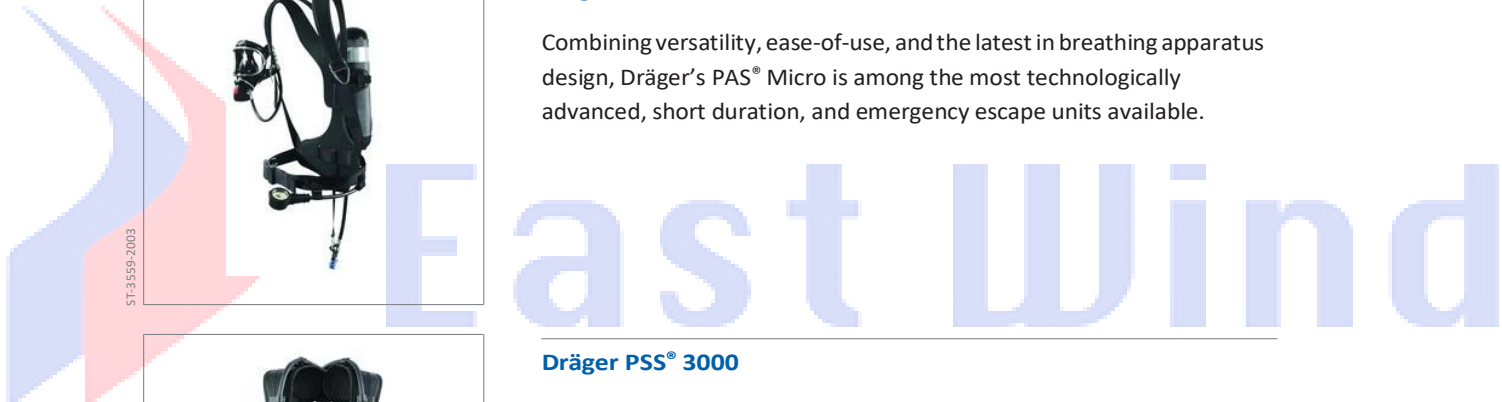 Combining versatility, ease-of-use, and the latest in breathing apparatus
design, Dräger’s PAS® Micro is among the most technologically
advanced, short duration, and emergency escape units available.
ST-3559-2003
East Wind
Dräger PSS® 3000